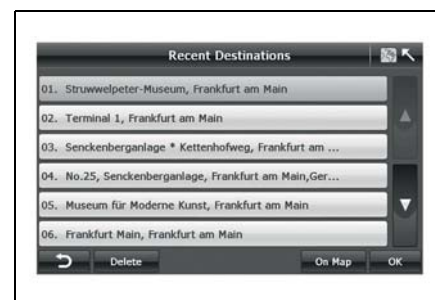 Recent Destinations
01. Struwwelpeter-Museum, Frankfurt am Main
02. Terminal 1, Frankfurt am Main
03. Senckenberganlage * Kettenhofweg, Frankfurt am ...
04. No.25, Senckenberganlage, Frankfurt am Main,Ger...
05. Museum für Moderne Kunst, Frankfurt am Main
06. Frankfurt Main, Frankfurt am Main
Delete On Map OK